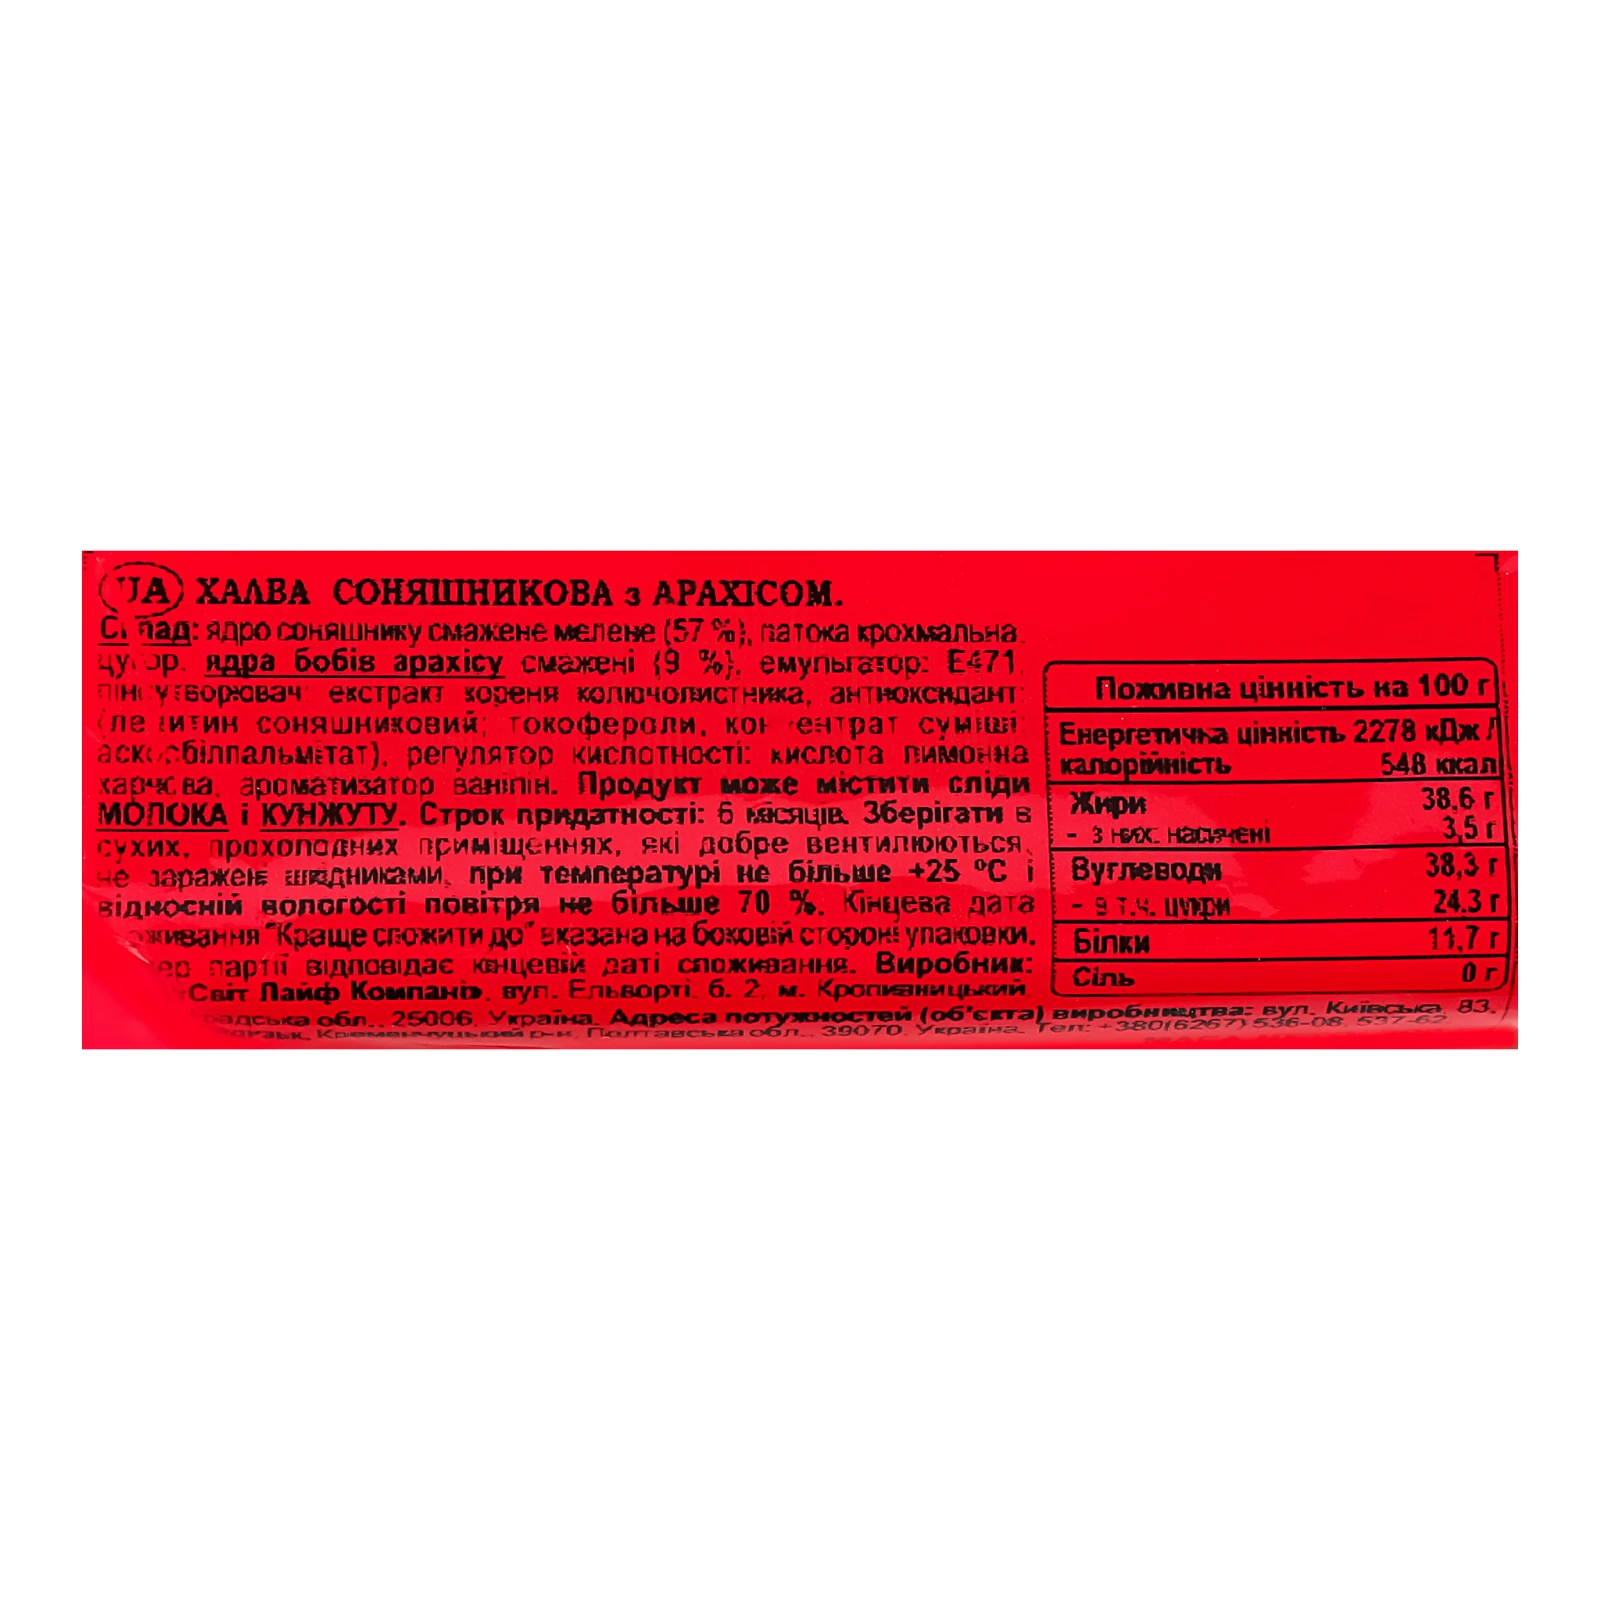 UA ХАЛВА СОНЯШНИКОВА з АРАХІСОМ.
Склад: ядро соняшнику смажене мелене (57 %), патока крохмальна,
цукор, ядра бобів арахісу смажені (9 %), емульгатор: Е471,
піноутворювач: екстракт кореня колючолистника, антиоксидант:
(лецитин соняшниковий; токофероли, концентрат суміші;
аскорбілпальмітат), регулятор кислотності: кислота лимонна
харчова, ароматизатор ванілін. Продукт може містити сліди
МОЛОКА і КУНЖУТУ. Строк придатності: 6 місяців. Зберігати в
сухих, прохолодних приміщеннях, які добре вентилюються,
не заражені шкідниками, при температурі не більше +25 °С і
відносній вологості повітря не більше 70 %. Кінцева дата
"Краще спожити до" вказана на боковій стороні упаковки.
партії відповідає кінцевій даті споживання. Виробник:
Світ Лайф Компані», вул. Ельворті, б. 2, м. Кропивницький,
обл., 25006, Україна. Адреса потужностей (об'єкта) виробництва: вул. Київська, 83,
Кременчуцький р-н, Полтавська обл., 39070, Україна. Тел: +380(6267) 536-08, 537-62
Поживна цінність на 100 г
Енергетична цінність 2278 кДж /
калорійність 548 ккал
Жири 38,6 г
- з них: насичені 3,5 г
Вуглеводи 38,3 г
- в т.ч. цукри 24.3 г
Білки 11,7 г
Сіль 0 г